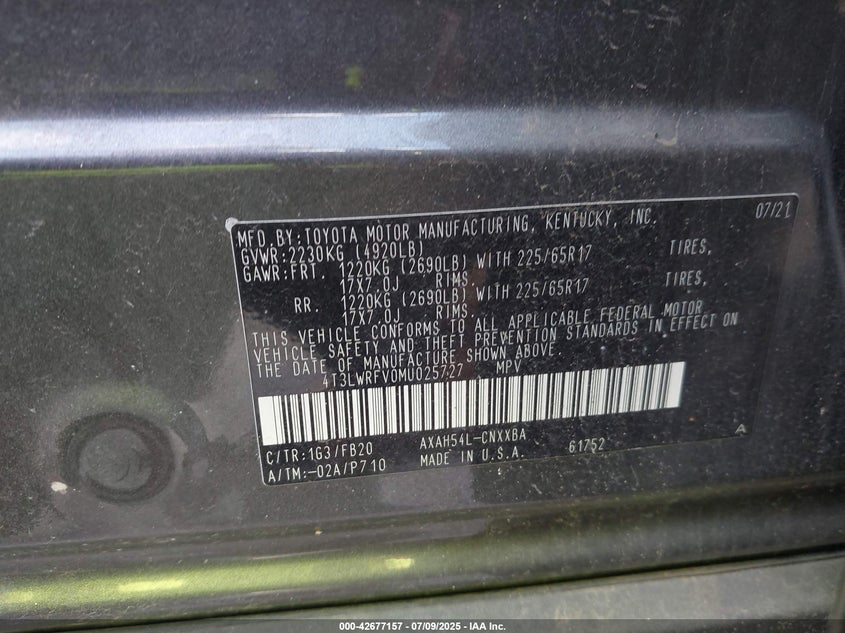 07/21
MFD.BY:TOYOTA MOTOR MANUFACTURING, KENTUCKY, INC.
GVWR:2230KG (4920LB)
GAWR:FRT. 1220KG (2690LB) WITH 225/65R17 TIRES,
17X7.0J RIMS.
RR. 1220KG (2690LB) WITH 225/65R17 TIRES,
17X7.0J RIMS.
THIS VEHICLE CONFORMS TO ALL APPLICABLE FEDERAL MOTOR
VEHICLE SAFETY AND THEFT PREVENTION STANDARDS IN EFFECT ON
THE DATE OF MANUFACTURE SHOWN ABOVE.
4T3LWRFV0MU025727 MPV
C/TR:1G3/FB20 AXAH54L-CNXXBA A
A/TM:-02A/P710 MADE IN U.S.A. 61752
000-42677157 - 07/09/2025 - IAA Inc.